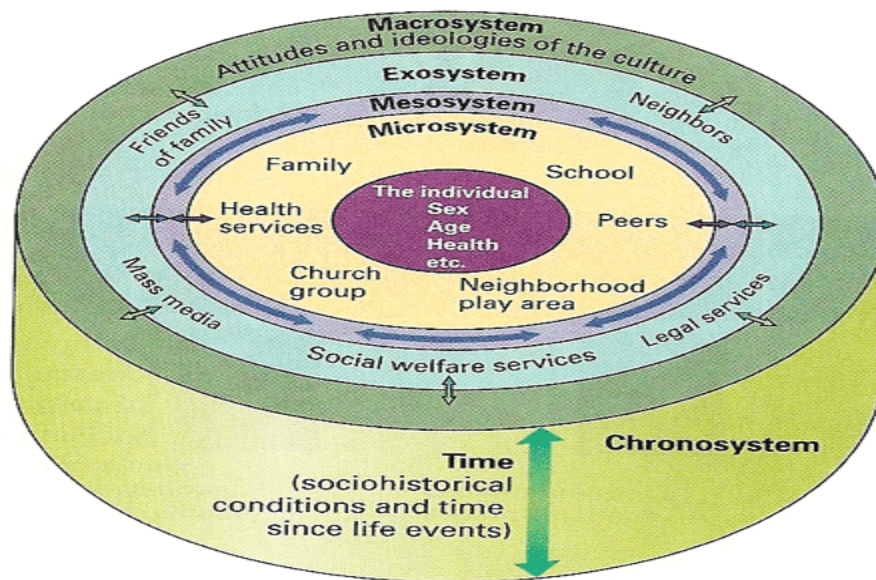 Macrosystem
Attitudes and ideologies of the culture
Exosystem
Mesosystem
Microsystem
Friends
of family
Neighbors
Family
School
Health
services
Peers
The individual
Sex
Age
Health
etc.
Church
group
Neighborhood
play area
Mass media
Legal services
Social welfare services
Chronosystem
Time
(sociohistorical
conditions and time
since life events)